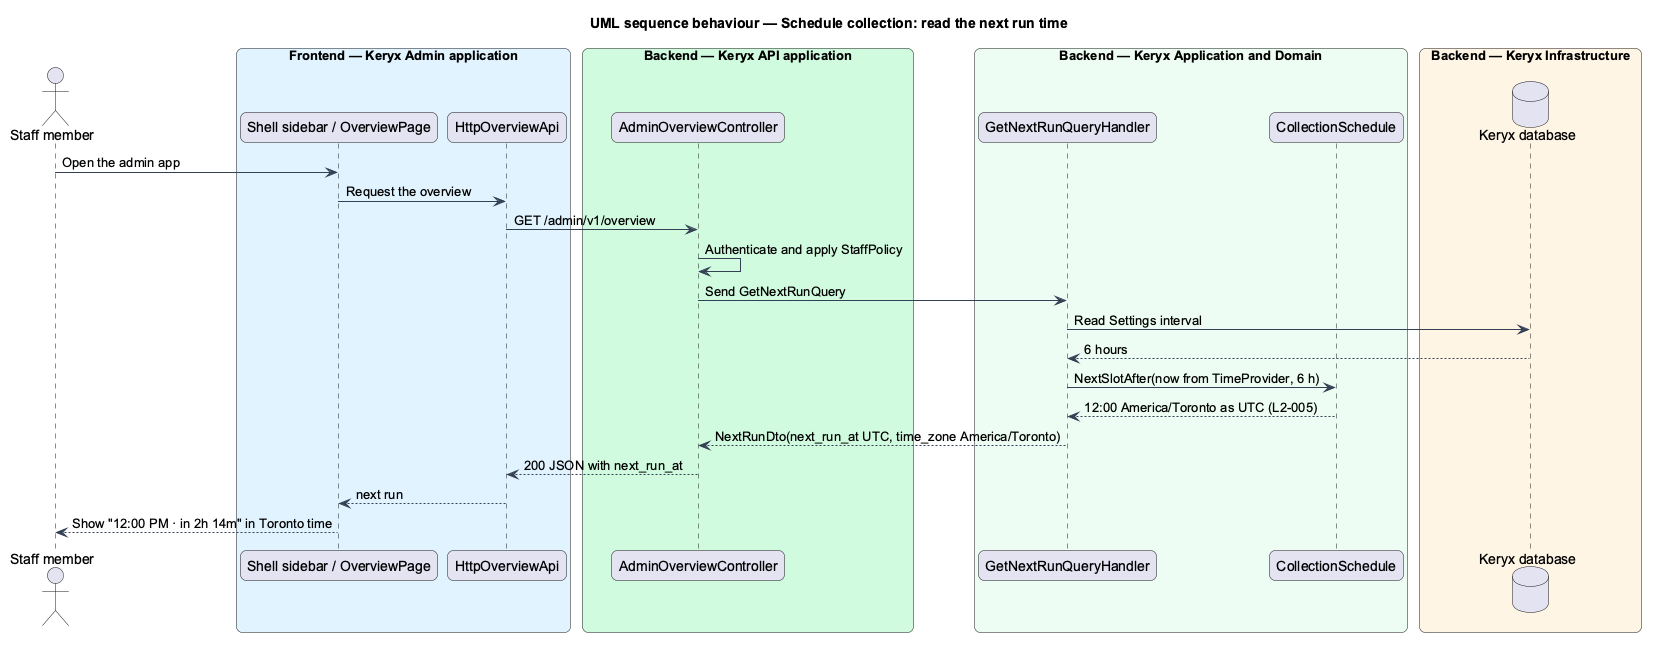 UML sequence behaviour — Schedule collection: read the next run time
Frontend — Keryx Admin application
Backend — Keryx API application
Backend — Keryx Application and Domain
Backend — Keryx Infrastructure
Staff member
Shell sidebar / OverviewPage
HttpOverviewApi
AdminOverviewController
GetNextRunQueryHandler
CollectionSchedule
Keryx database
Open the admin app
Request the overview
GET /admin/v1/overview
Authenticate and apply StaffPolicy
Send GetNextRunQuery
Read Settings interval
6 hours
NextSlotAfter(now from TimeProvider, 6 h)
12:00 America/Toronto as UTC (L2-005)
NextRunDto(next_run_at UTC, time_zone America/Toronto)
200 JSON with next_run_at
next run
Show "12:00 PM · in 2h 14m" in Toronto time
Staff member
Shell sidebar / OverviewPage
HttpOverviewApi
AdminOverviewController
GetNextRunQueryHandler
CollectionSchedule
Keryx database